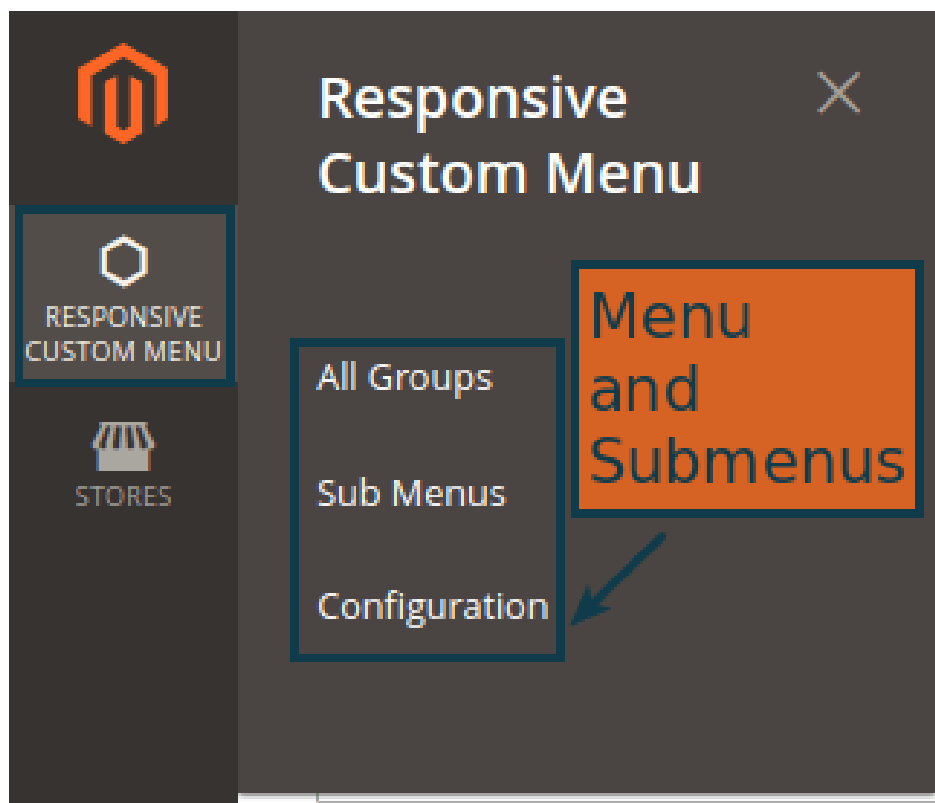 Responsive
Custom Menu
RESPONSIVE
CUSTOM MENU
STORES
All Groups
Sub Menus
Configuration
Menu
and
Submenus